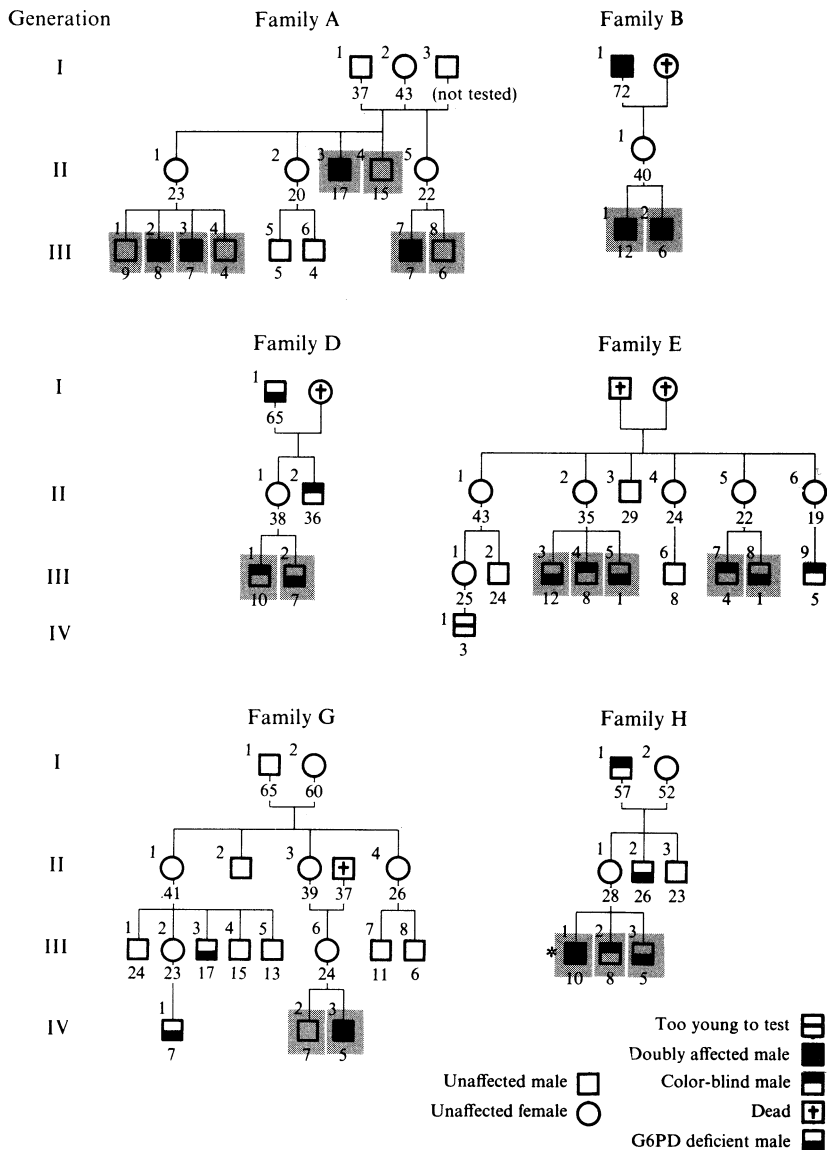 Generation Family A Family B
I 1 2 3 1
37 43 (not tested) 72
1
II 1 2 3 4 5
23 20 17 15 22 40
1 2 3 4 5 6 7 8 1 2
III
9 8 7 4 5 4 7 6 12 6
Family D Family E
I 1
65
II 1 2 1 2 3 4 5 6
38 36 43 35 29 24 22 19
III 1 2 1 2 3 4 5 6 7 8 9
10 7 25 24 12 8 1 8 4 1 5
IV 1
3
Family G Family H
I 1 2 1 2
65 60 57 52
II 1 2 3 4 1 2 3
.41 39 37 26 28 26 23
III 1 2 3 4 5 6 7 8 * 1 2 3
24 23 17 15 13 24 11 6 10 8 5
IV 1 2 3
7 7 5
Too young to test
Doubly affected male
Unaffected male Color-blind male
Unaffected female Dead
G6PD deficient male